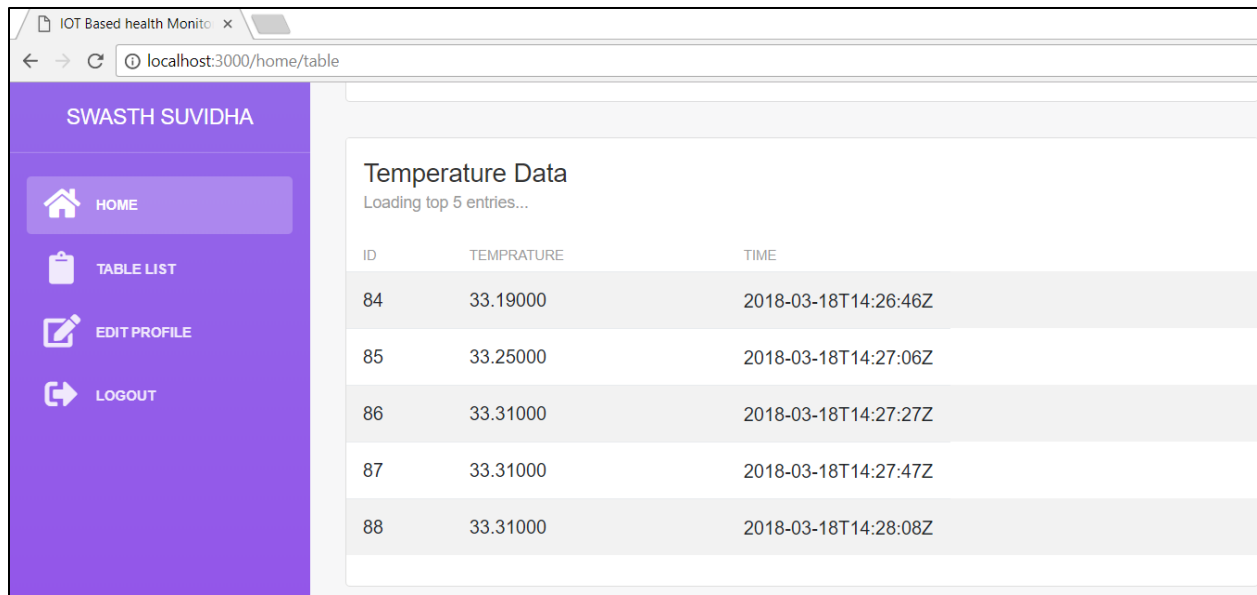 IOT Based health Monito
localhost:3000/home/table
SWASTH SUVIDHA
HOME
TABLE LIST
EDIT PROFILE
LOGOUT
Temperature Data
Loading top 5 entries...
ID TEMPRATURE TIME
84 33.19000 2018-03-18T14:26:46Z
85 33.25000 2018-03-18T14:27:06Z
86 33.31000 2018-03-18T14:27:27Z
87 33.31000 2018-03-18T14:27:47Z
88 33.31000 2018-03-18T14:28:08Z